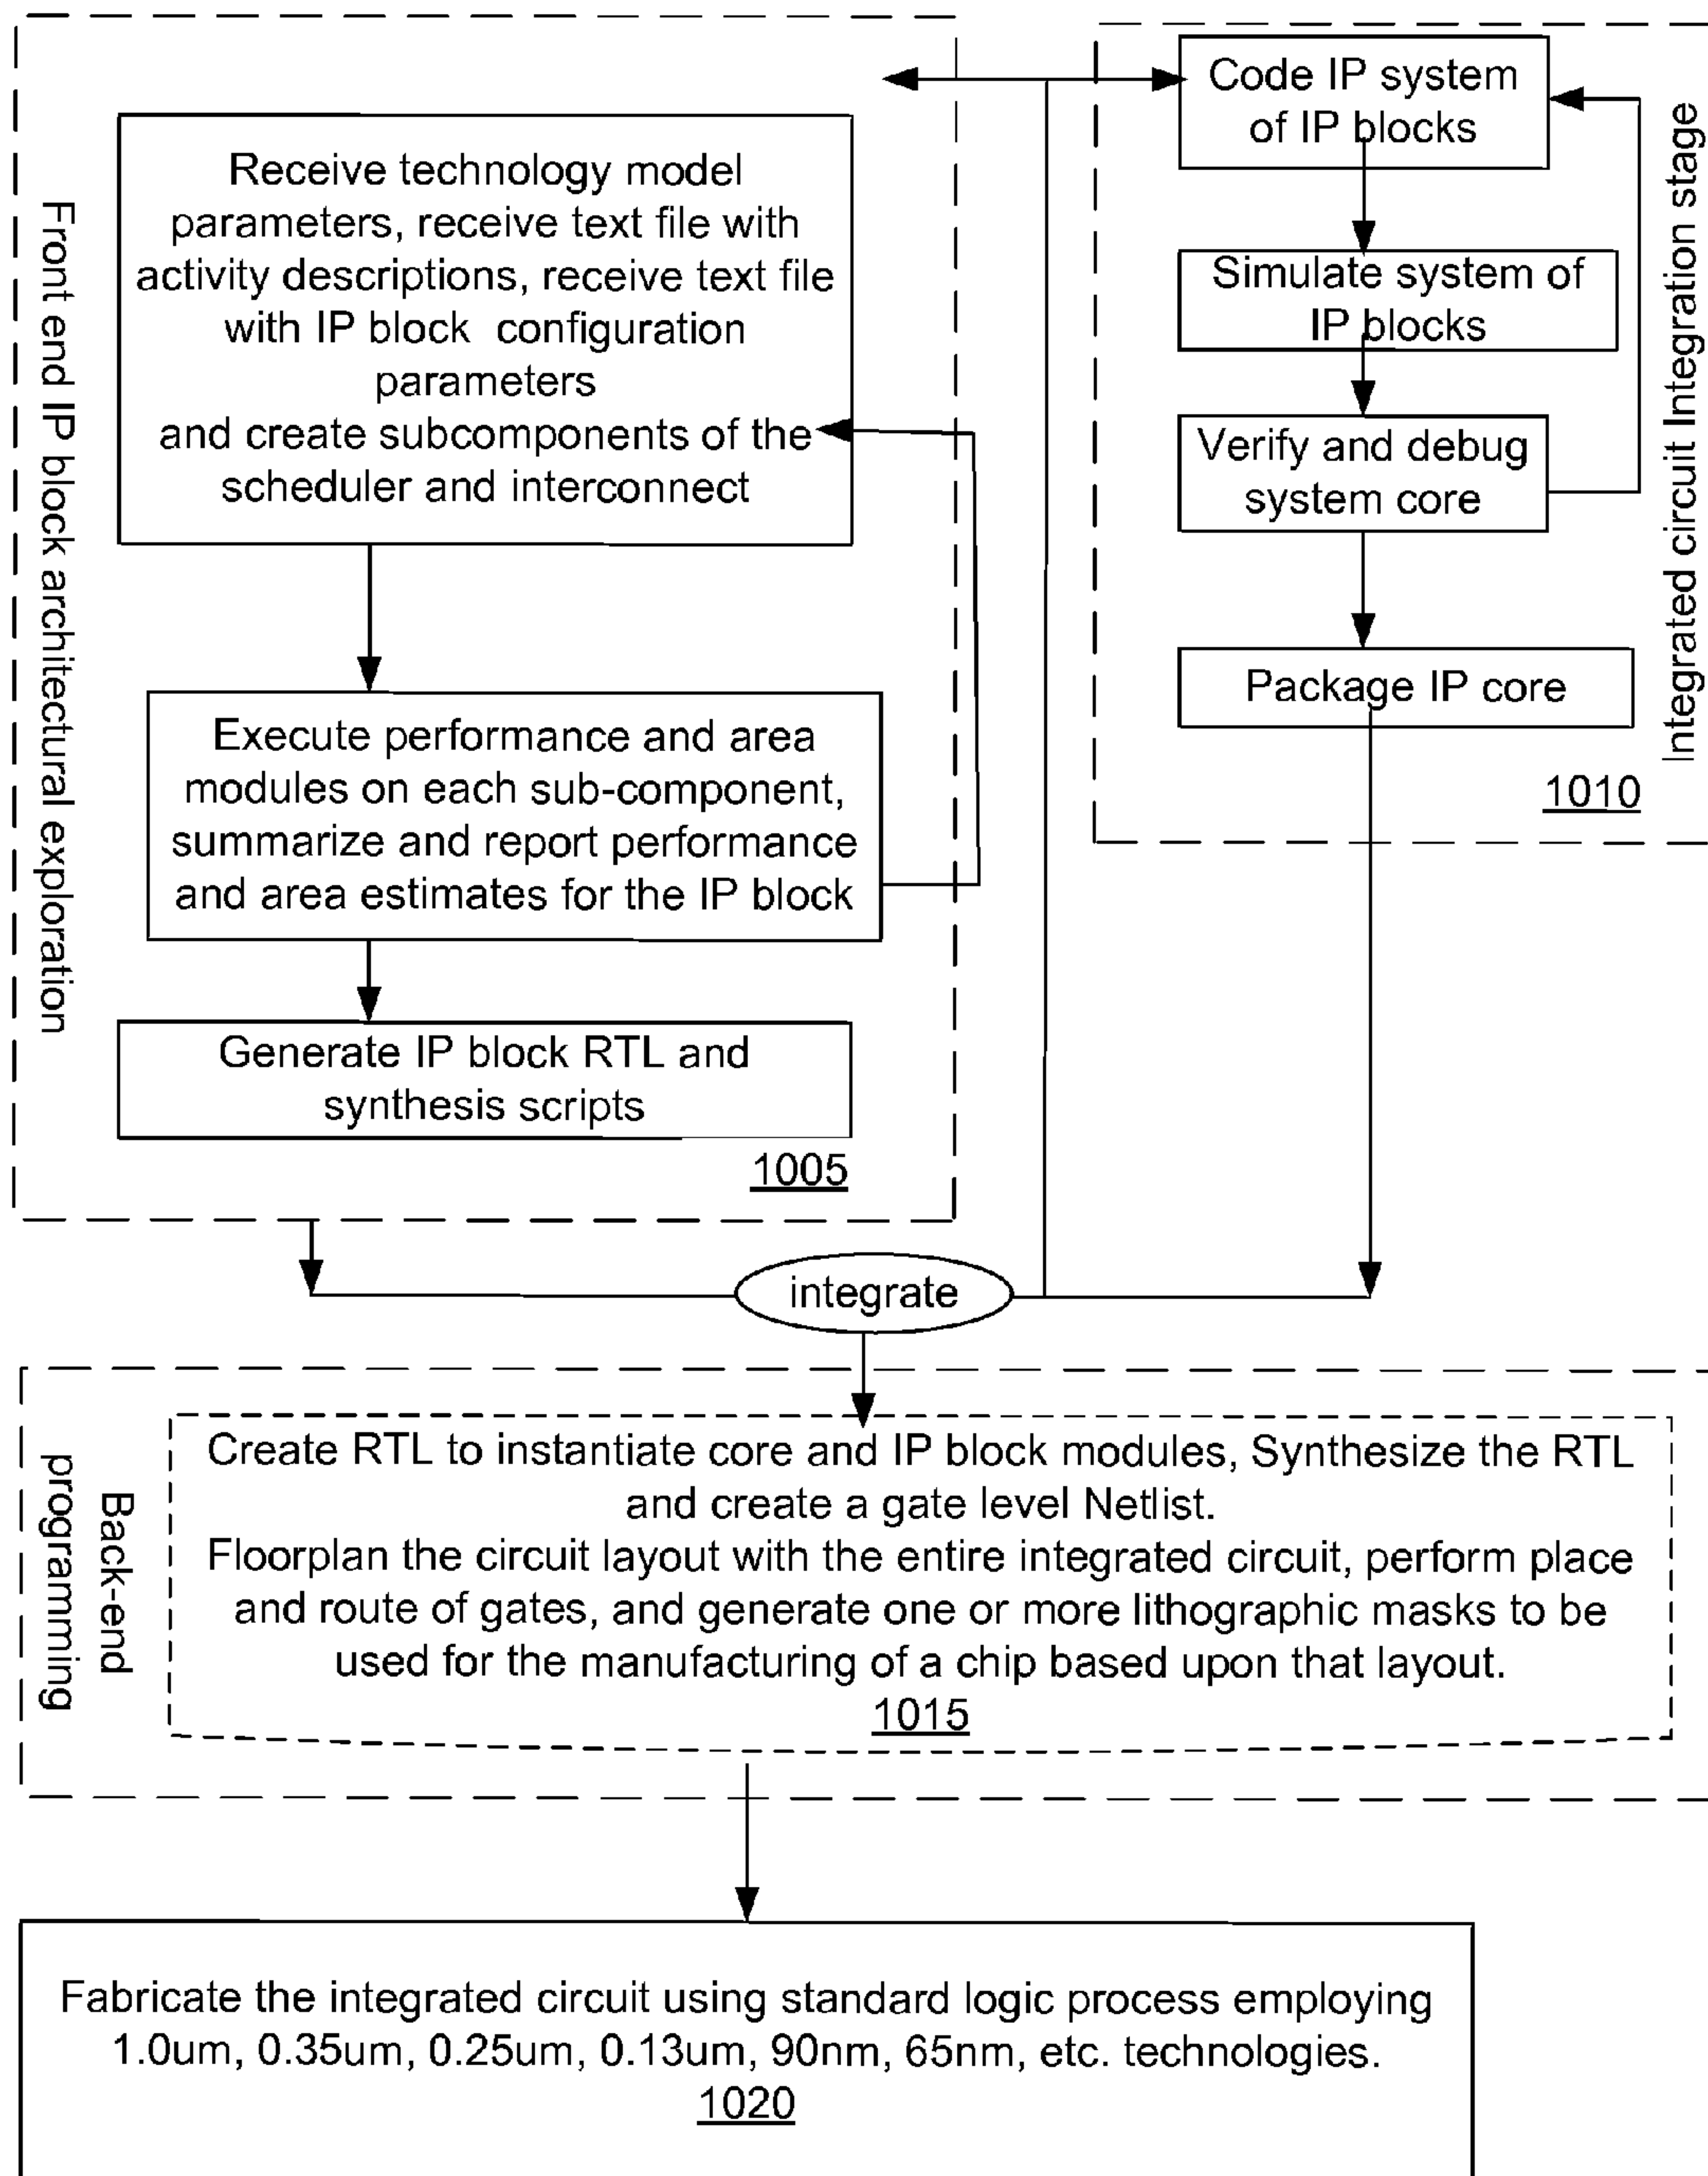 Front end IP block architectural exploration
Receive technology model
parameters, receive text file with
activity descriptions, receive text file
with IP block configuration
parameters
and create subcomponents of the
scheduler and interconnect
Execute performance and area
modules on each sub-component,
summarize and report performance
and area estimates for the IP block
Generate IP block RTL and
synthesis scripts
1005
Code IP system
of IP blocks
Simulate system of
IP blocks
Verify and debug
system core
Package IP core
1010
Integrated circuit Integration stage
integrate
Back-end
programming
Create RTL to instantiate core and IP block modules, Synthesize the RTL
and create a gate level Netlist.
Floorplan the circuit layout with the entire integrated circuit, perform place
and route of gates, and generate one or more lithographic masks to be
used for the manufacturing of a chip based upon that layout.
1015
Fabricate the integrated circuit using standard logic process employing
1.0um, 0.35um, 0.25um, 0.13um, 90nm, 65nm, etc. technologies.
1020